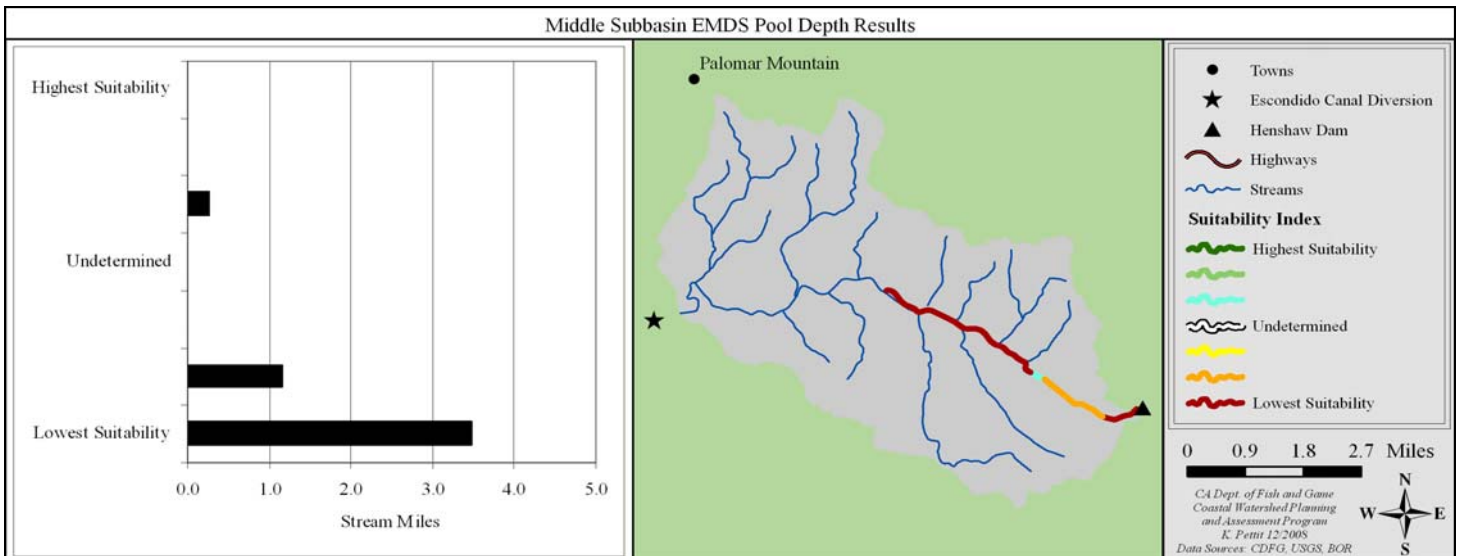 Middle Subbasin EMDS Pool Depth Results
Highest Suitability
Undetermined
Lowest Suitability
0.0 1.0 2.0 3.0 4.0 5.0
Stream Miles
Palomar Mountain
Towns
Escondido Canal Diversion
Henshaw Dam
Highways
Streams
Suitability Index
Highest Suitability
Undetermined
Lowest Suitability
0 0.9 1.8 2.7 Miles
CA Dept. of Fish and Game
Coastal Watershed Planning
and Assessment Program
K. Pettit 12/2008
Data Sources: CDFG, USGS, BOR
N
W E
S